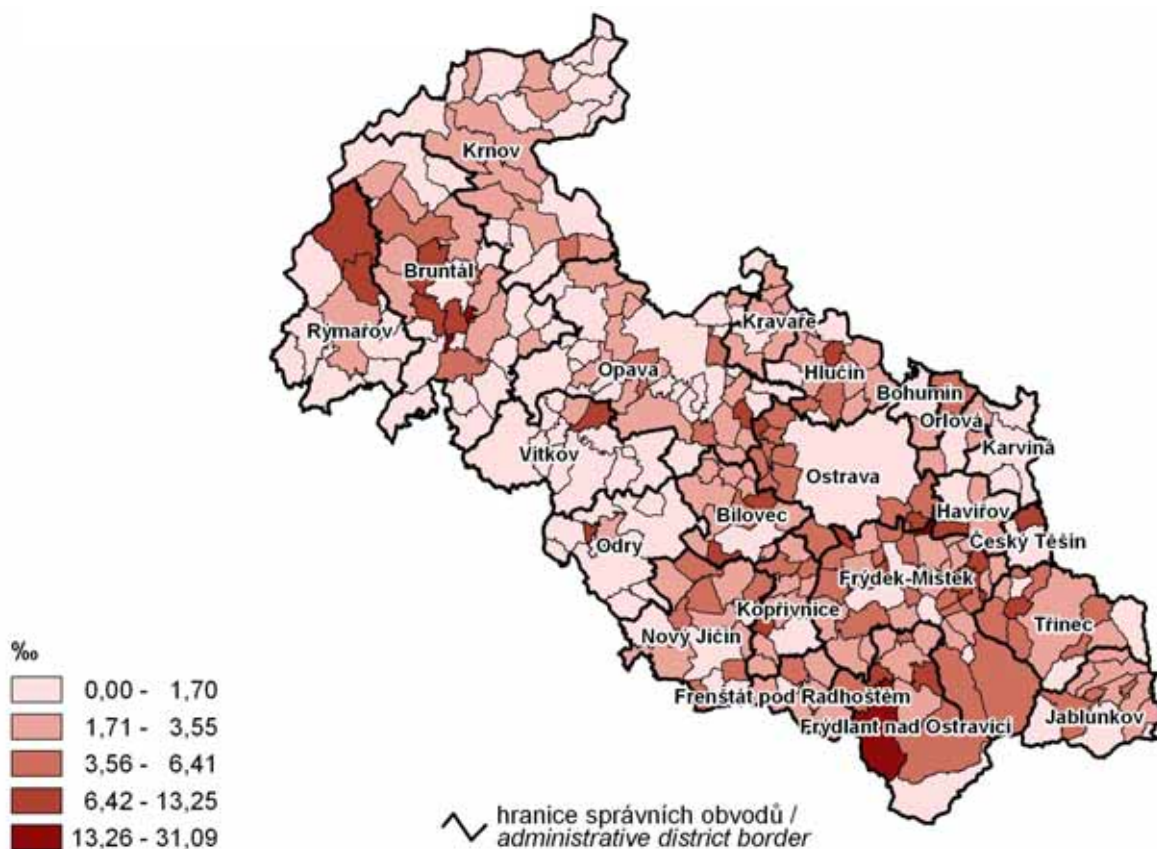 Krnov
Bruntál
Rýmařov
Kravaře
Opava
Hlučín
Bohumín
Orlová
Karviná
Vítkov
Ostrava
Bílovec
Havířov
Odry
Český Těšín
Frýdek-Místek
Kopřivnice
Třinec
Nový Jičín
Frenštát pod Radhoštěm
Frýdlant nad Ostravicí
Jablunkov
‰
0,00 - 1,70
1,71 - 3,55
3,56 - 6,41
6,42 - 13,25
13,26 - 31,09
hranice správních obvodů /
administrative district border